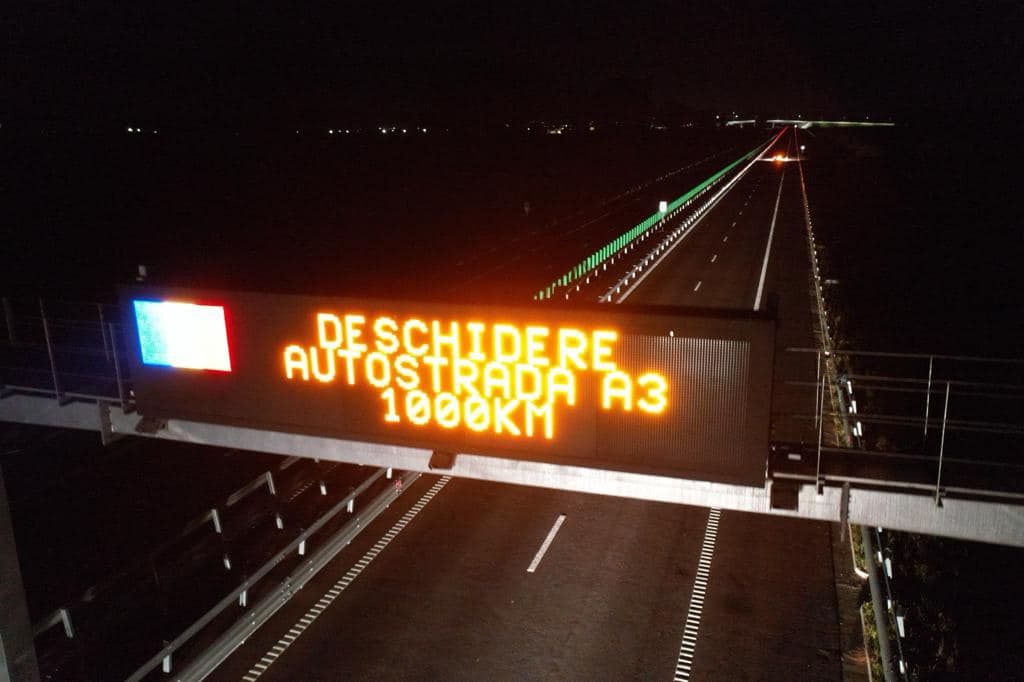 DESCHIDERE
AUTOSTRADA A3
1000KM